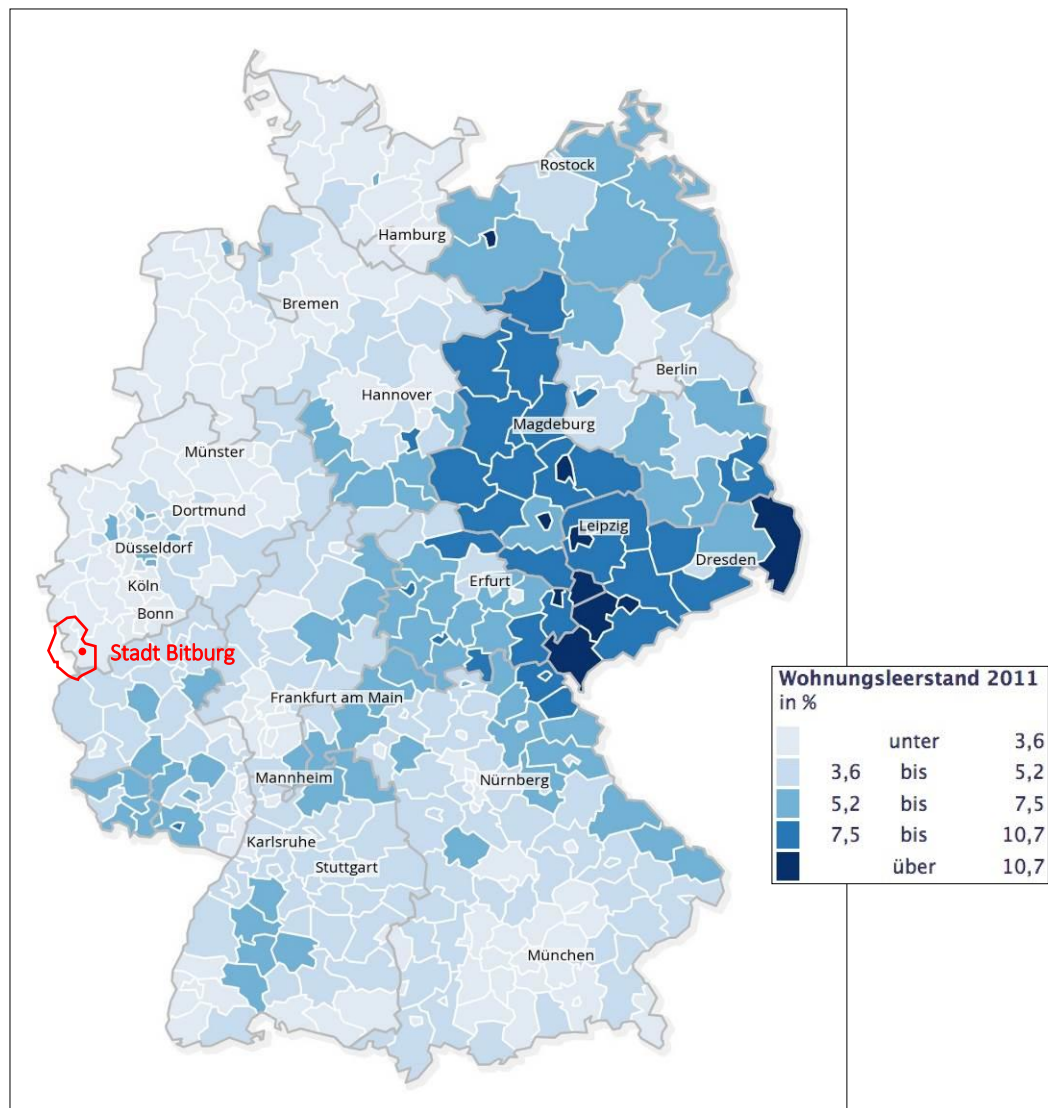 Rostock
Hamburg
Bremen
Berlin
Hannover
Magdeburg
Münster
Dortmund
Leipzig
Düsseldorf
Dresden
Erfurt
Köln
Bonn
Stadt Bitburg
Frankfurt am Main
Mannheim
Nürnberg
Karlsruhe
Stuttgart
München
Wohnungsleerstand 2011
in %
unter 3,6
3,6 bis 5,2
5,2 bis 7,5
7,5 bis 10,7
über 10,7